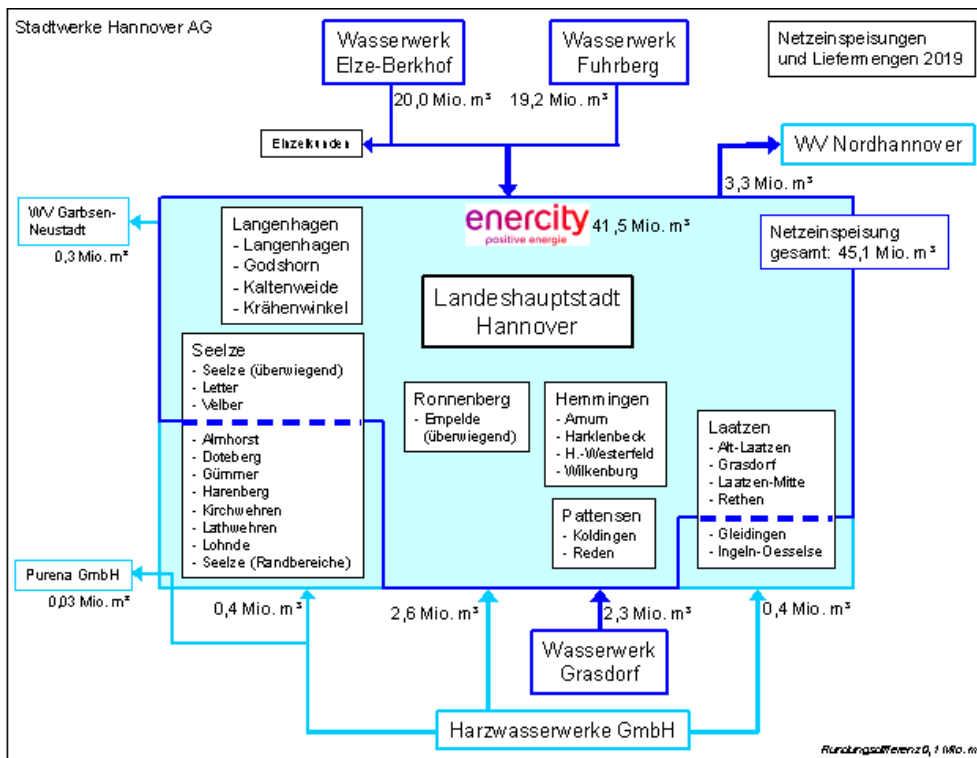 Stadtwerke Hannover AG
Wasserwerk
Elze-Berkhof
Wasserwerk
Fuhrberg
Netzeinspeisungen
und Liefermengen 2019
20,0 Mio. m³
19,2 Mio. m³
Einzelkunden
WV Nordhannover
3,3 Mio. m³
WV Garbsen-
Neustadt
0,3 Mio. m³
Langenhagen
- Langenhagen
- Godshorn
- Kaltenweide
- Krähenwinkel
enercity
positive energie
41,5 Mio. m³
Netzeinspeisung
gesamt: 45,1 Mio. m³
Landeshauptstadt
Hannover
Seelze
- Seelze (überwiegend)
- Letter
- Velber
- Almhorst
- Doteberg
- Gümmer
- Harenberg
- Kirchwehren
- Lathwehren
- Lohnde
- Seelze (Randbereiche)
Ronnenberg
- Empelde
(überwiegend)
Hemmingen
- Arnum
- Harklenbeck
- H.-Westerfeld
- Wilkenburg
Pattensen
- Koldingen
- Reden
Laatzen
- Alt-Laatzen
- Grasdorf
- Laatzen-Mitte
- Rethen
- Gleidingen
- Ingeln-Oesselse
Purena GmbH
0,03 Mio. m³
0,4 Mio. m³
2,6 Mio. m³
2,3 Mio. m³
0,4 Mio. m³
Wasserwerk
Grasdorf
Harzwasserwerke GmbH
Rundungsdifferenz 0,1 Mio. m